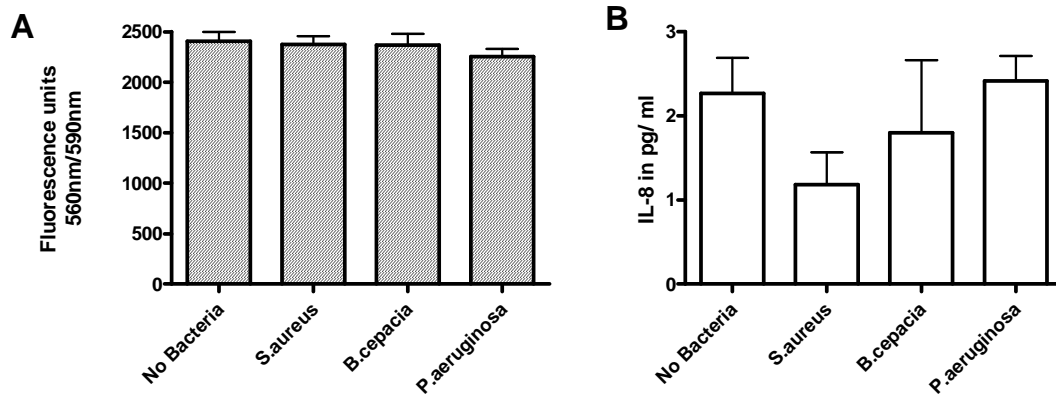 A
Fluorescence units
560nm/590nm
2500
2000
1500
1000
500
0
No Bacteria
S.aureus
B.cepacia
P.aeruginosa
B
IL-8 in pg/ ml
3
2
1
0
No Bacteria
S.aureus
B.cepacia
P.aeruginosa